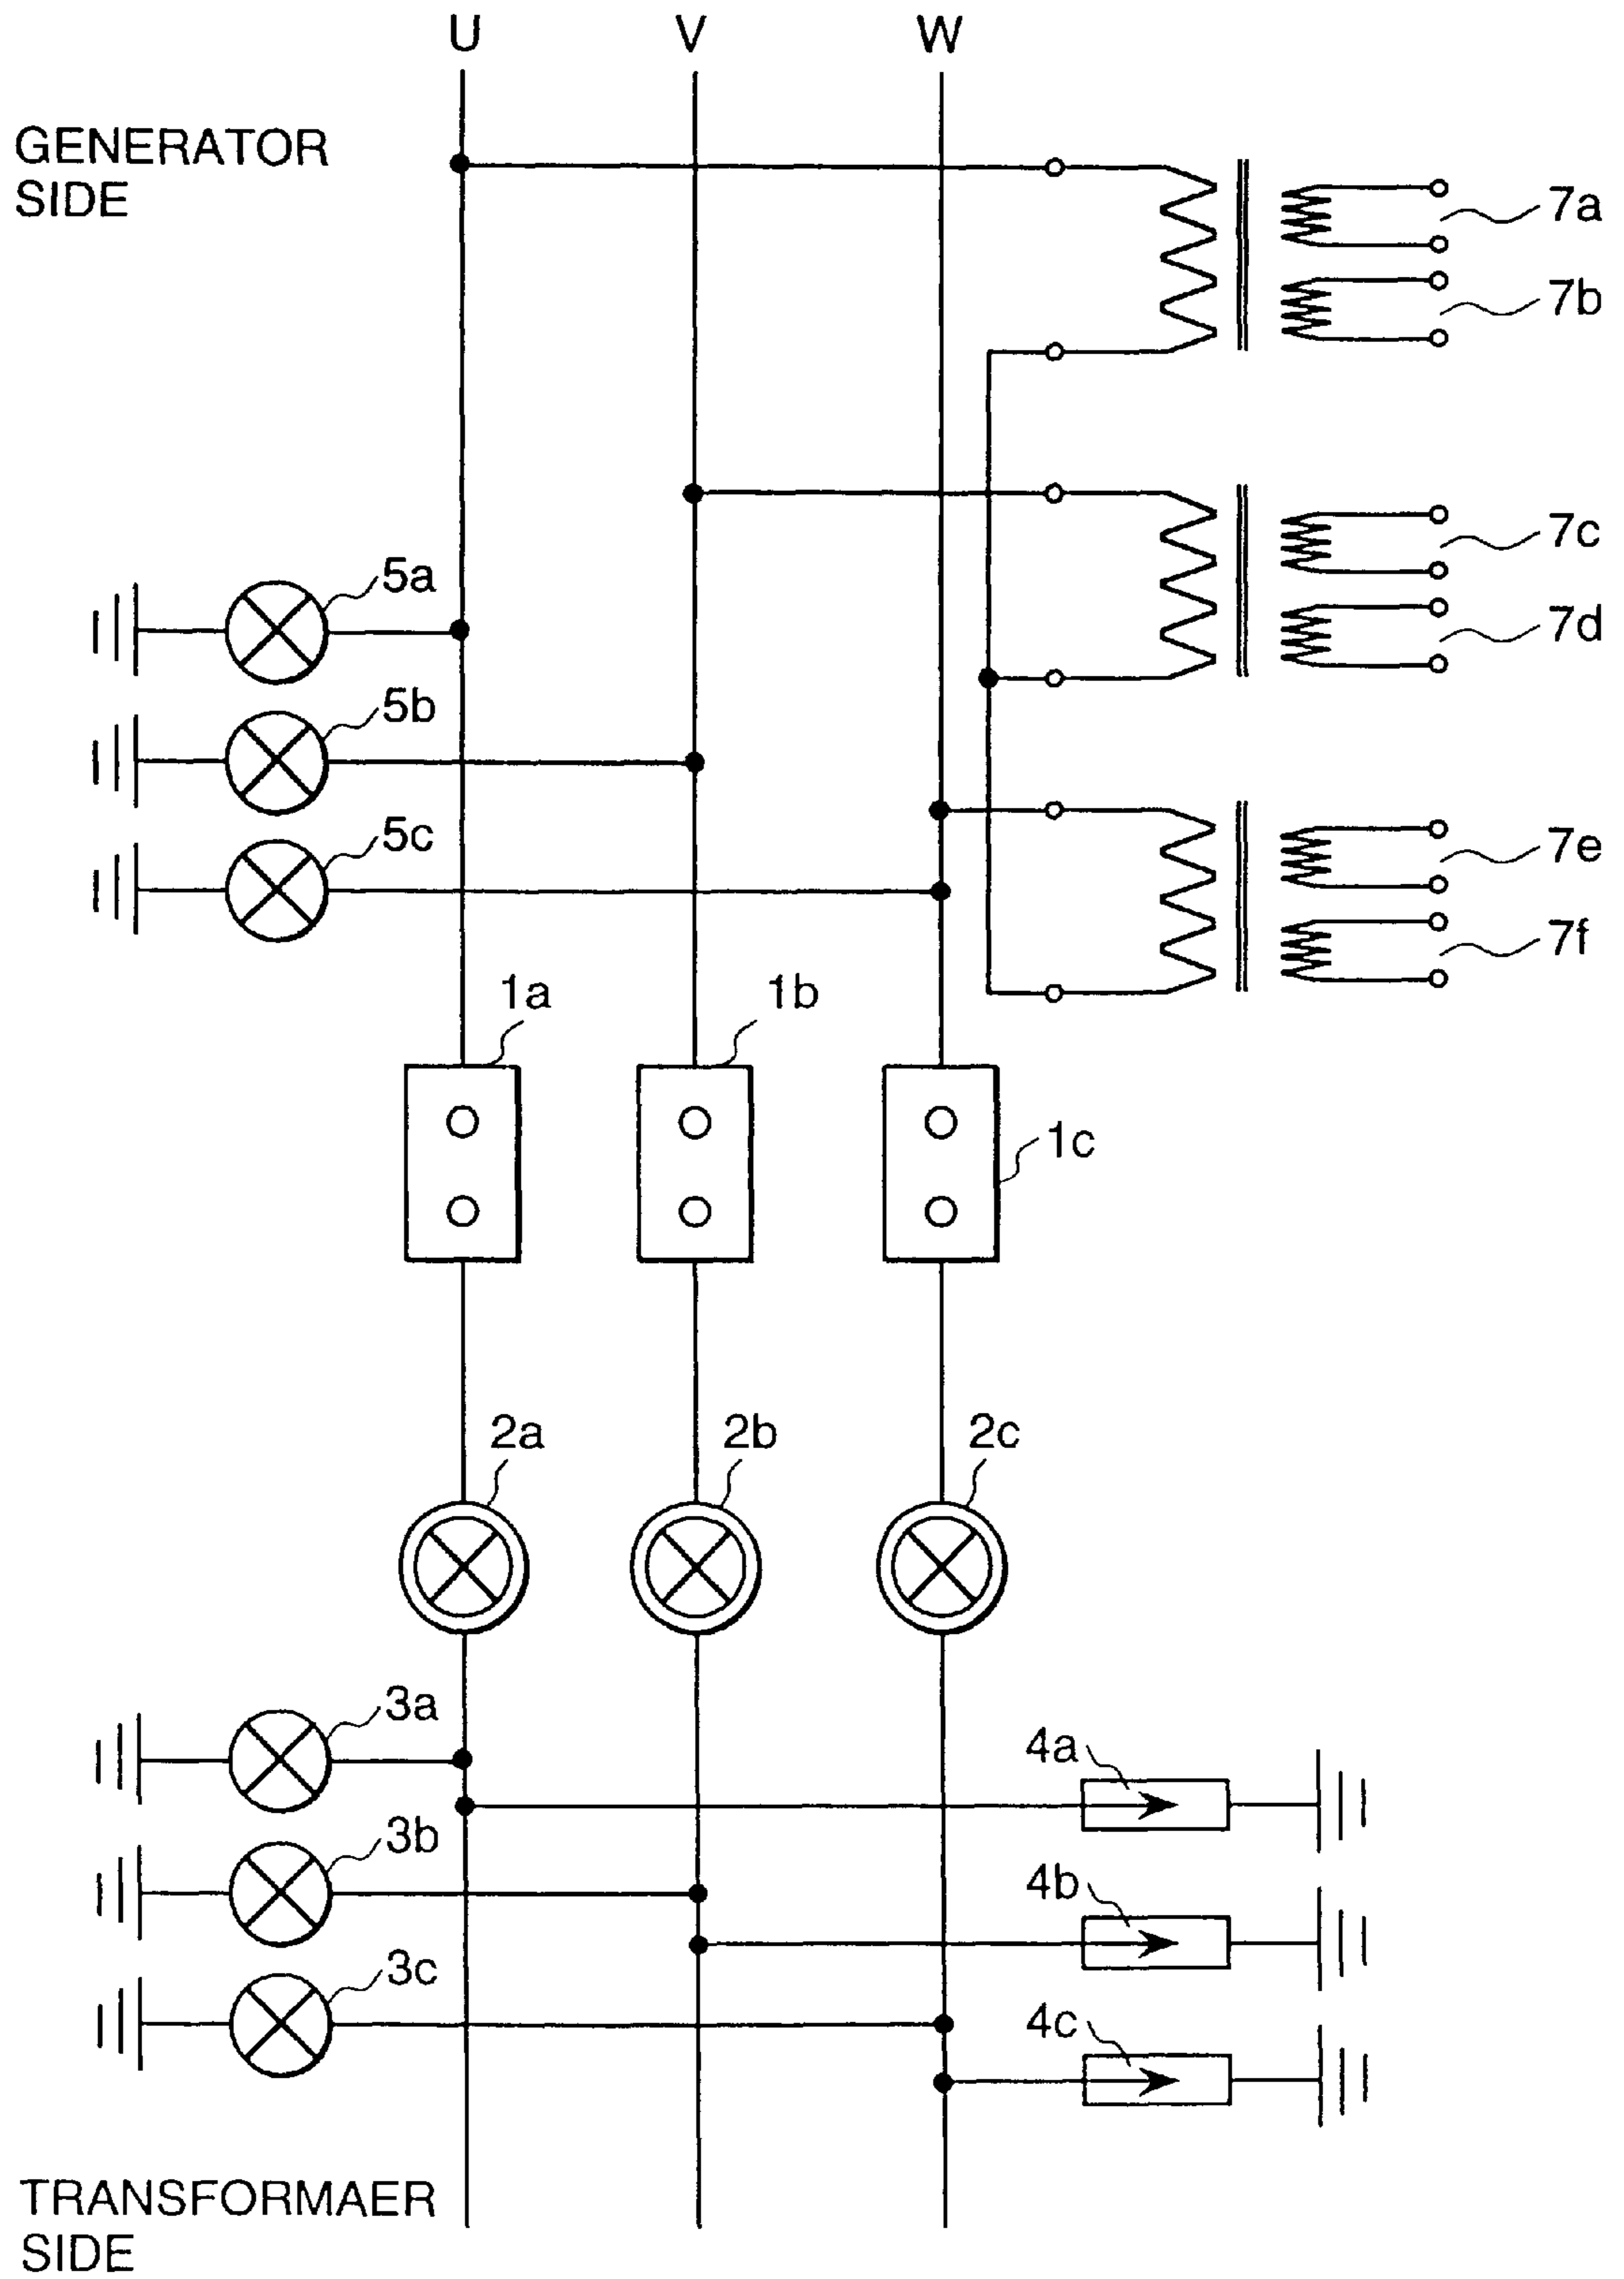 U V W
GENERATOR
SIDE
7a
7b
7c
5a
7d
5b
5c
7e
7f
1a 1b
1c
2a 2b 2c
3a
4a
3b
4b
3c
4c
TRANSFORMAER
SIDE